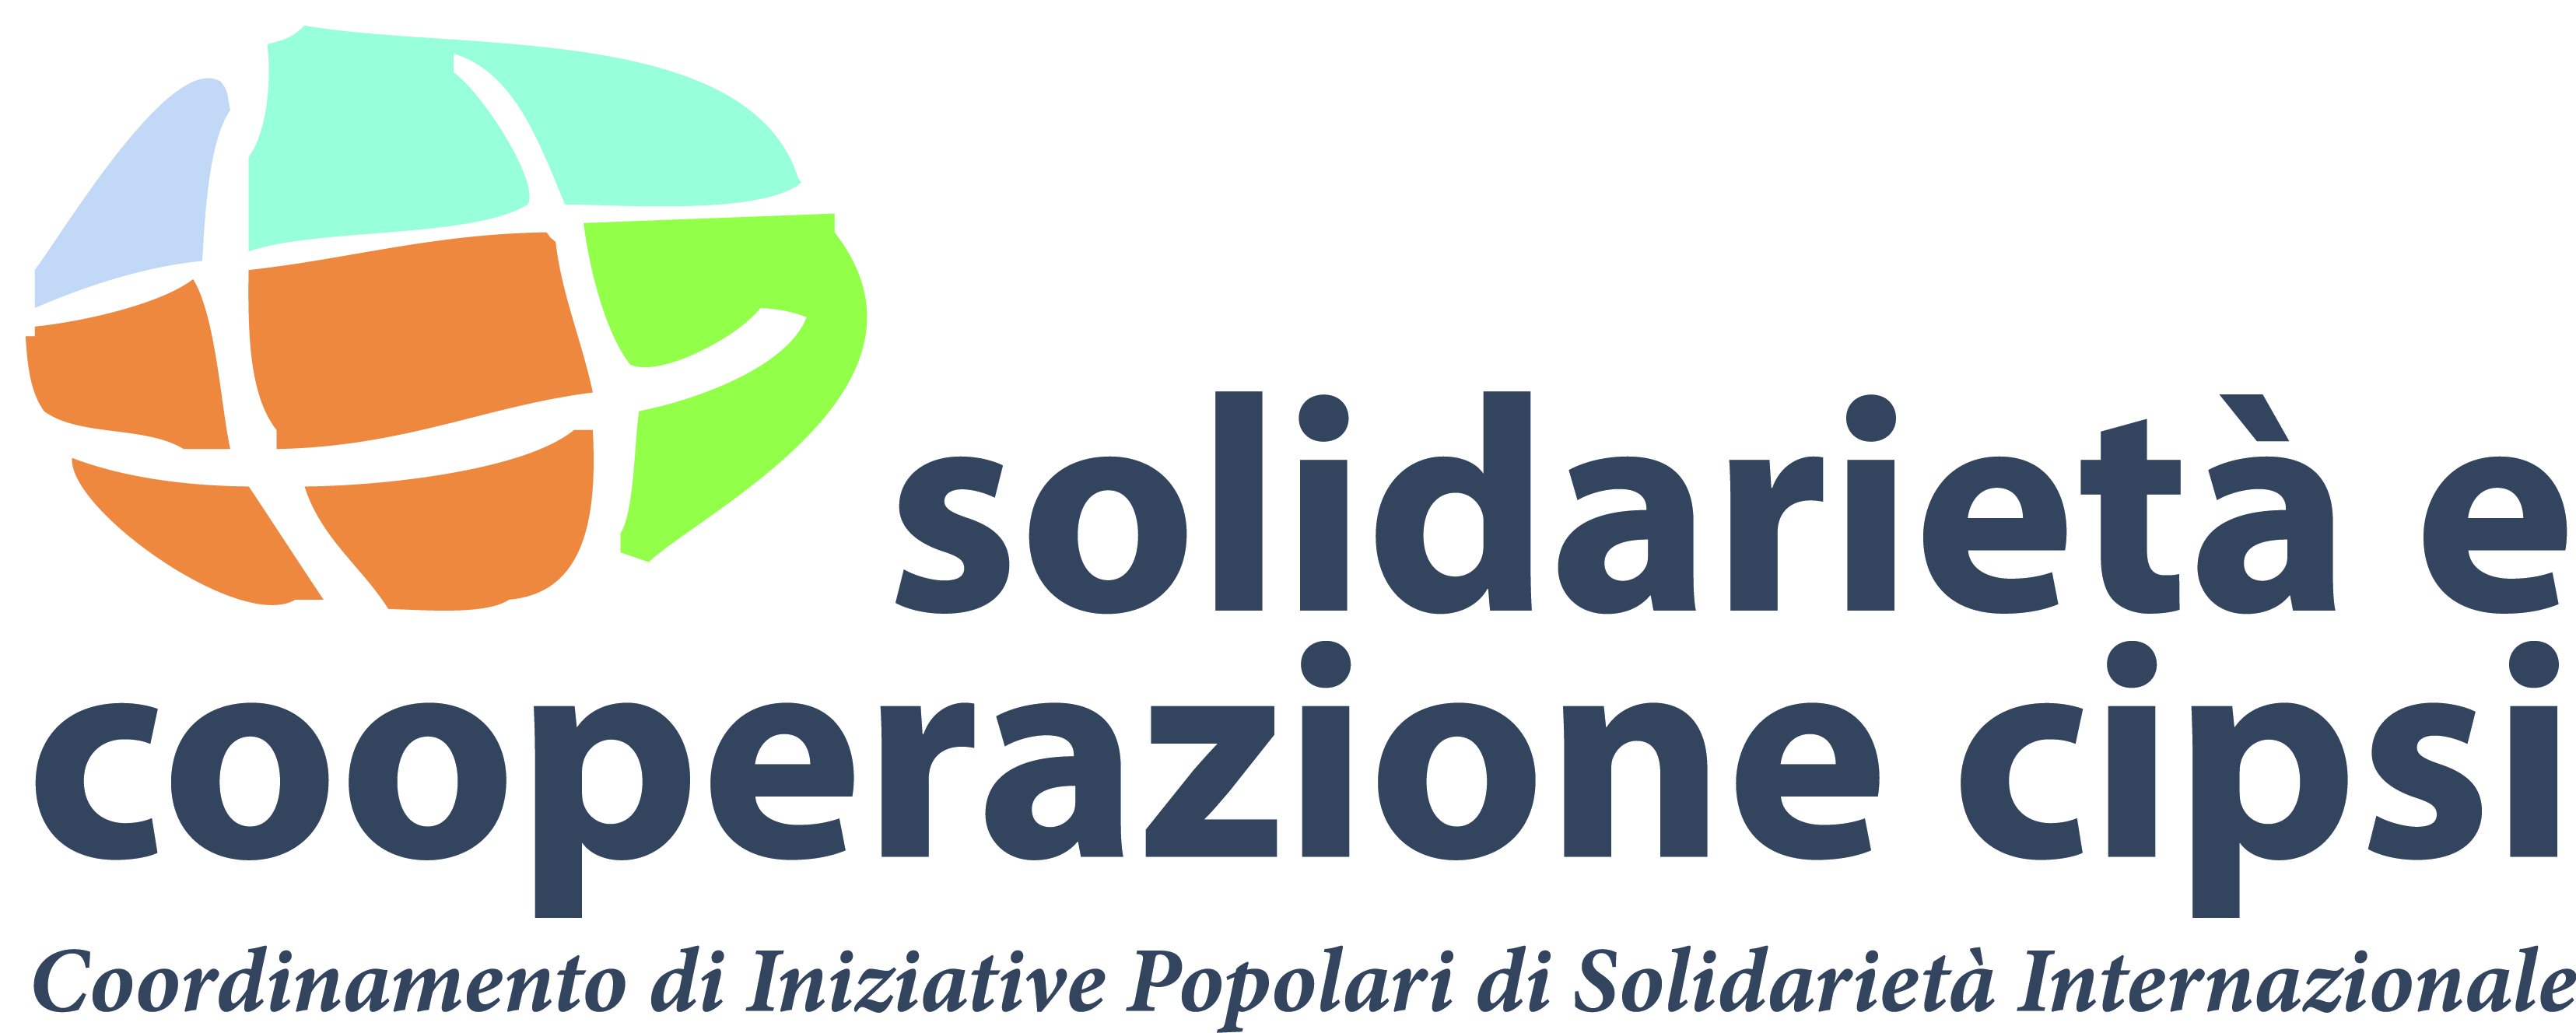 solidarietà e
cooperazione cipsi
Coordinamento di Iniziative Popolari di Solidarietà Internazionale